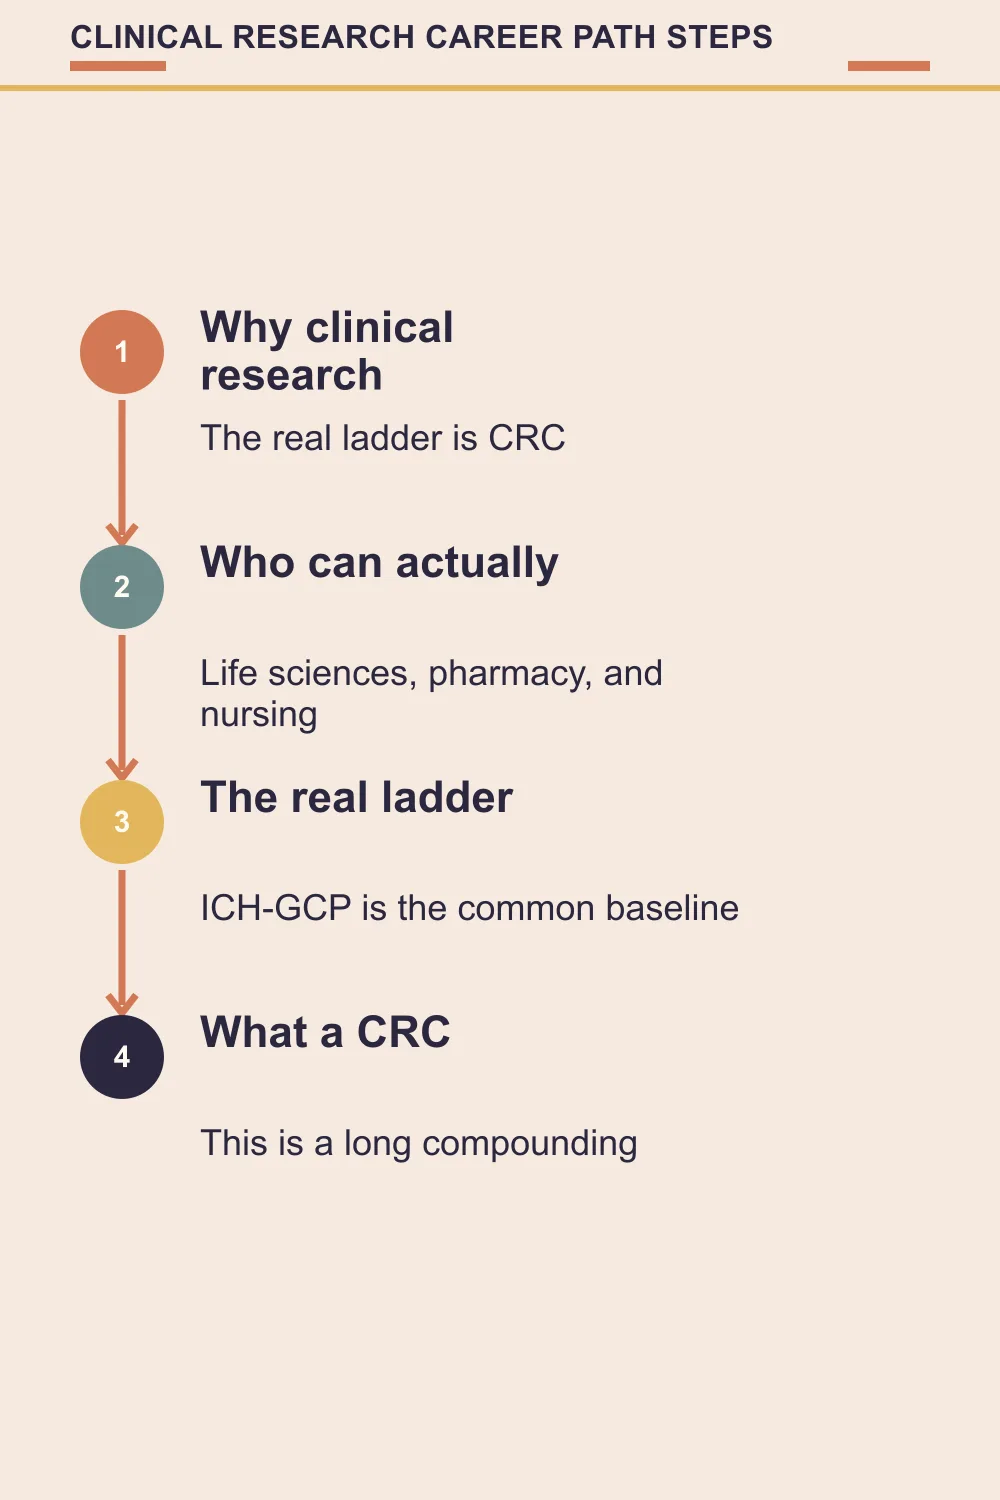 CLINICAL RESEARCH CAREER PATH STEPS
1
Why clinical
research
The real ladder is CRC
2
Who can actually
Life sciences, pharmacy, and
nursing
3
The real ladder
ICH-GCP is the common baseline
4
What a CRC
This is a long compounding